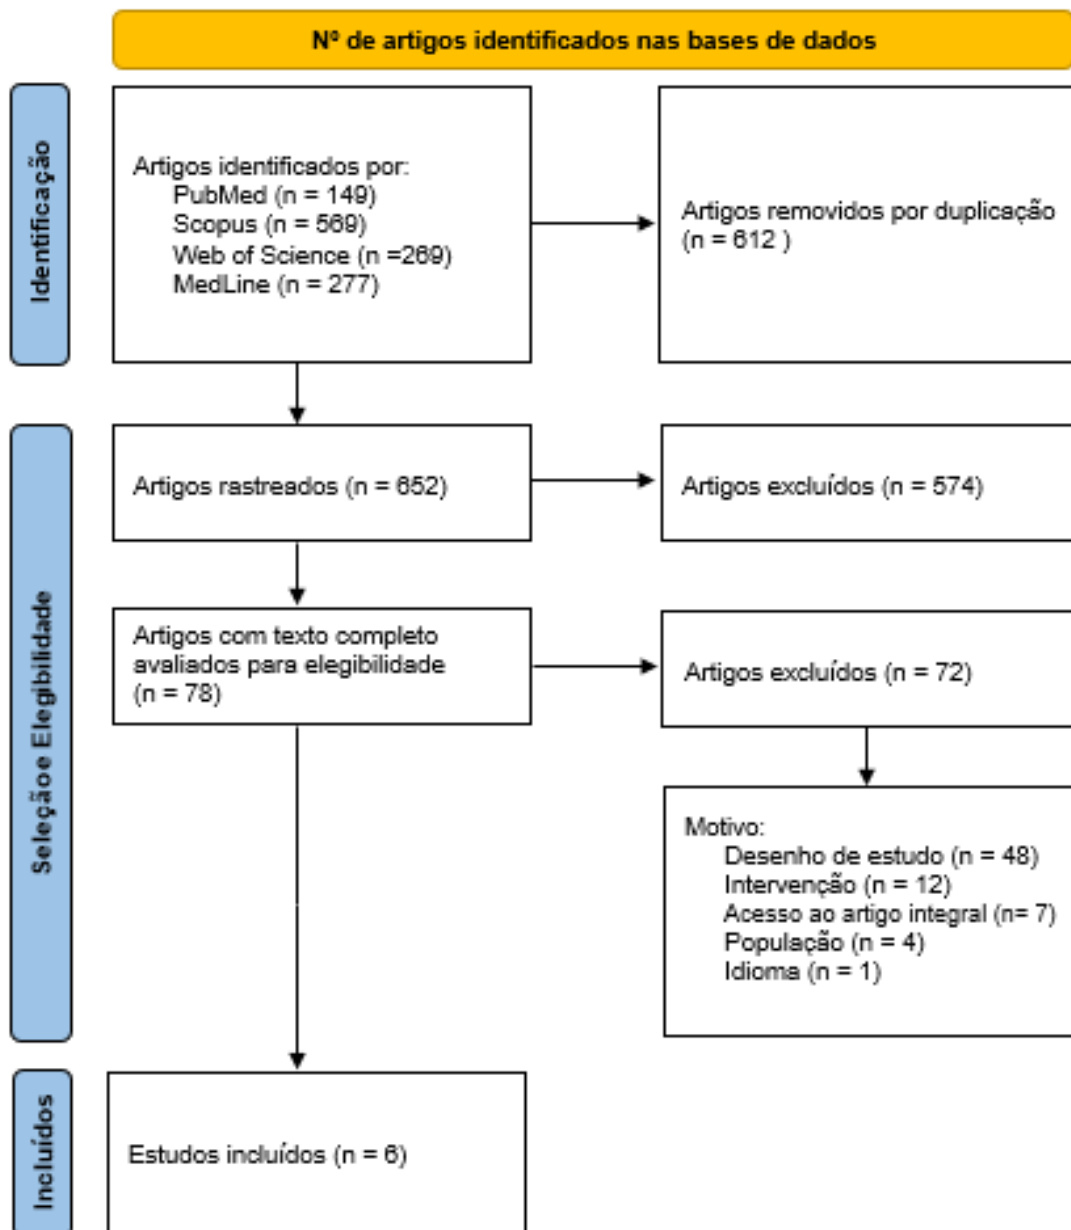 Nº de artigos identificados nas bases de dados
Identificação
Artigos identificados por:
PubMed (n = 149)
Scopus (n = 569)
Web of Science (n =269)
MedLine (n = 277)
Artigos removidos por duplicação
(n = 612 )
Seleção e Elegibilidade
Artigos rastreados (n = 652)
Artigos excluídos (n = 574)
Artigos com texto completo
avaliados para elegibilidade
(n = 78)
Artigos excluídos (n = 72)
Motivo:
Desenho de estudo (n = 48)
Intervenção (n = 12)
Acesso ao artigo integral (n= 7)
População (n = 4)
Idioma (n = 1)
Incluídos
Estudos incluídos (n = 6)